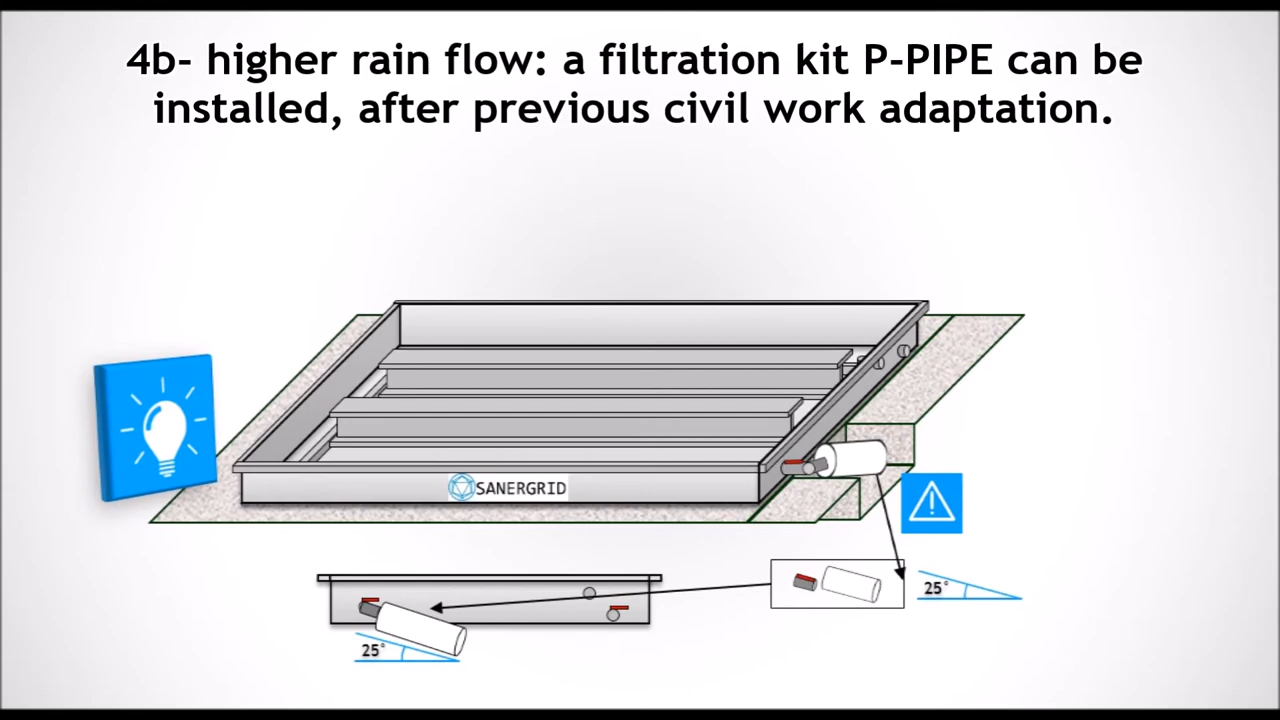 4b- higher rain flow: a filtration kit P-PIPE can be
installed, after previous civil work adaptation.
SANERGRID
25°
25°